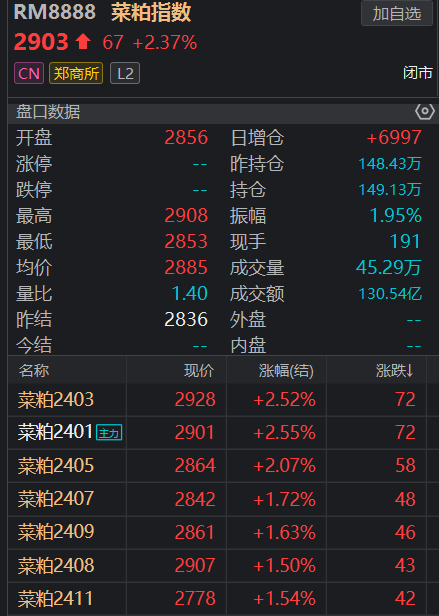 RM8888 菜粕指数 加自选
2903 67 +2.37%
CN 郑商所 L2 闭市
盘口数据
开盘 2856 日增仓 +6997
涨停 -- 昨持仓 148.43万
跌停 -- 持仓 149.13万
最高 2908 振幅 1.95%
最低 2853 现手 191
均价 2885 成交量 45.29万
量比 1.40 成交额 130.54亿
昨结 2836 外盘 --
今结 -- 内盘 --
名称 现价 涨幅(结) 涨跌↓
菜粕2403 2928 +2.52% 72
菜粕2401 主力 2901 +2.55% 72
菜粕2405 2864 +2.07% 58
菜粕2407 2842 +1.72% 48
菜粕2409 2861 +1.63% 46
菜粕2408 2907 +1.50% 43
菜粕2411 2778 +1.54% 42